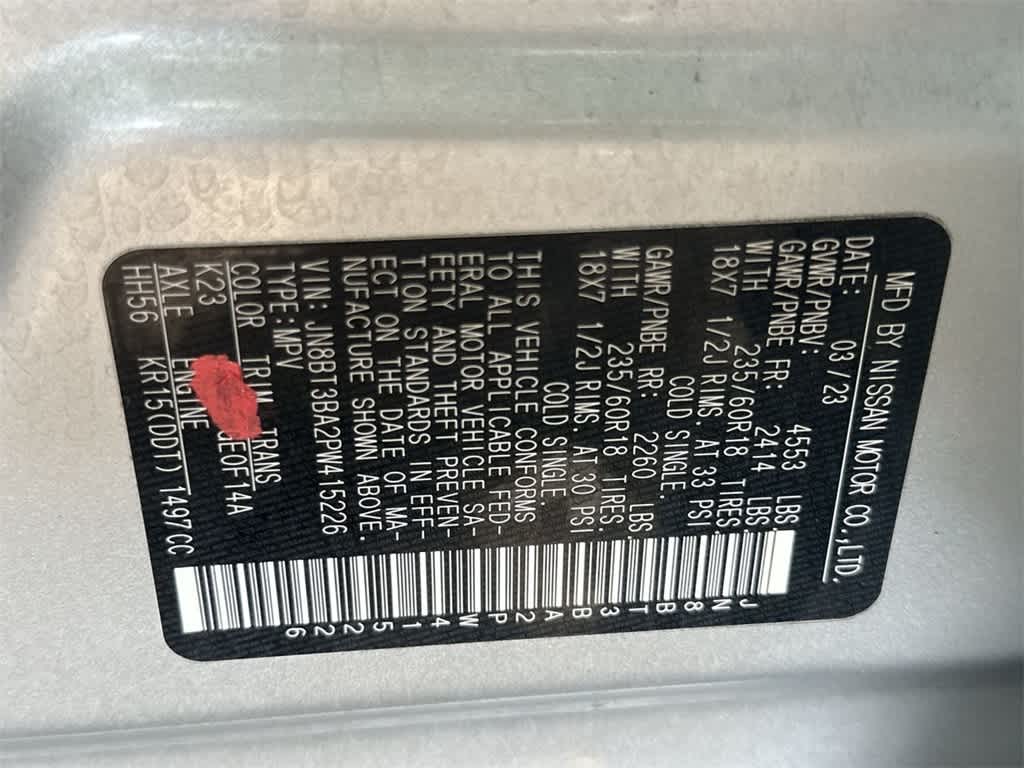 MFD BY NISSAN MOTOR CO.,LTD.
DATE: 03/23
GVWR/PNBV: 4553 LBS
GAWR/PNBE FR: 2414 LBS
WITH 235/60R18 TIRES,
18X7 1/2J RIMS. AT 33 PSI
COLD SINGLE.
GAWR/PNBE RR: 2260 LBS
WITH 235/60R18 TIRES,
18X7 1/2J RIMS. AT 30 PSI
COLD SINGLE.
THIS VEHICLE CONFORMS
TO ALL APPLICABLE FED-
ERAL MOTOR VEHICLE SA-
FETY AND THEFT PREVEN-
TION STANDARDS IN EFF-
ECT ON THE DATE OF MA-
NUFACTURE SHOWN ABOVE.
VIN: JN8BT3BA2PW415226
TYPE:MPV
COLOR TRIM TRANS
K23 GE0F14A
AXLE ENGINE
HH56 KR15(DDT) 1497CC
JN8BT3BA2PW415226